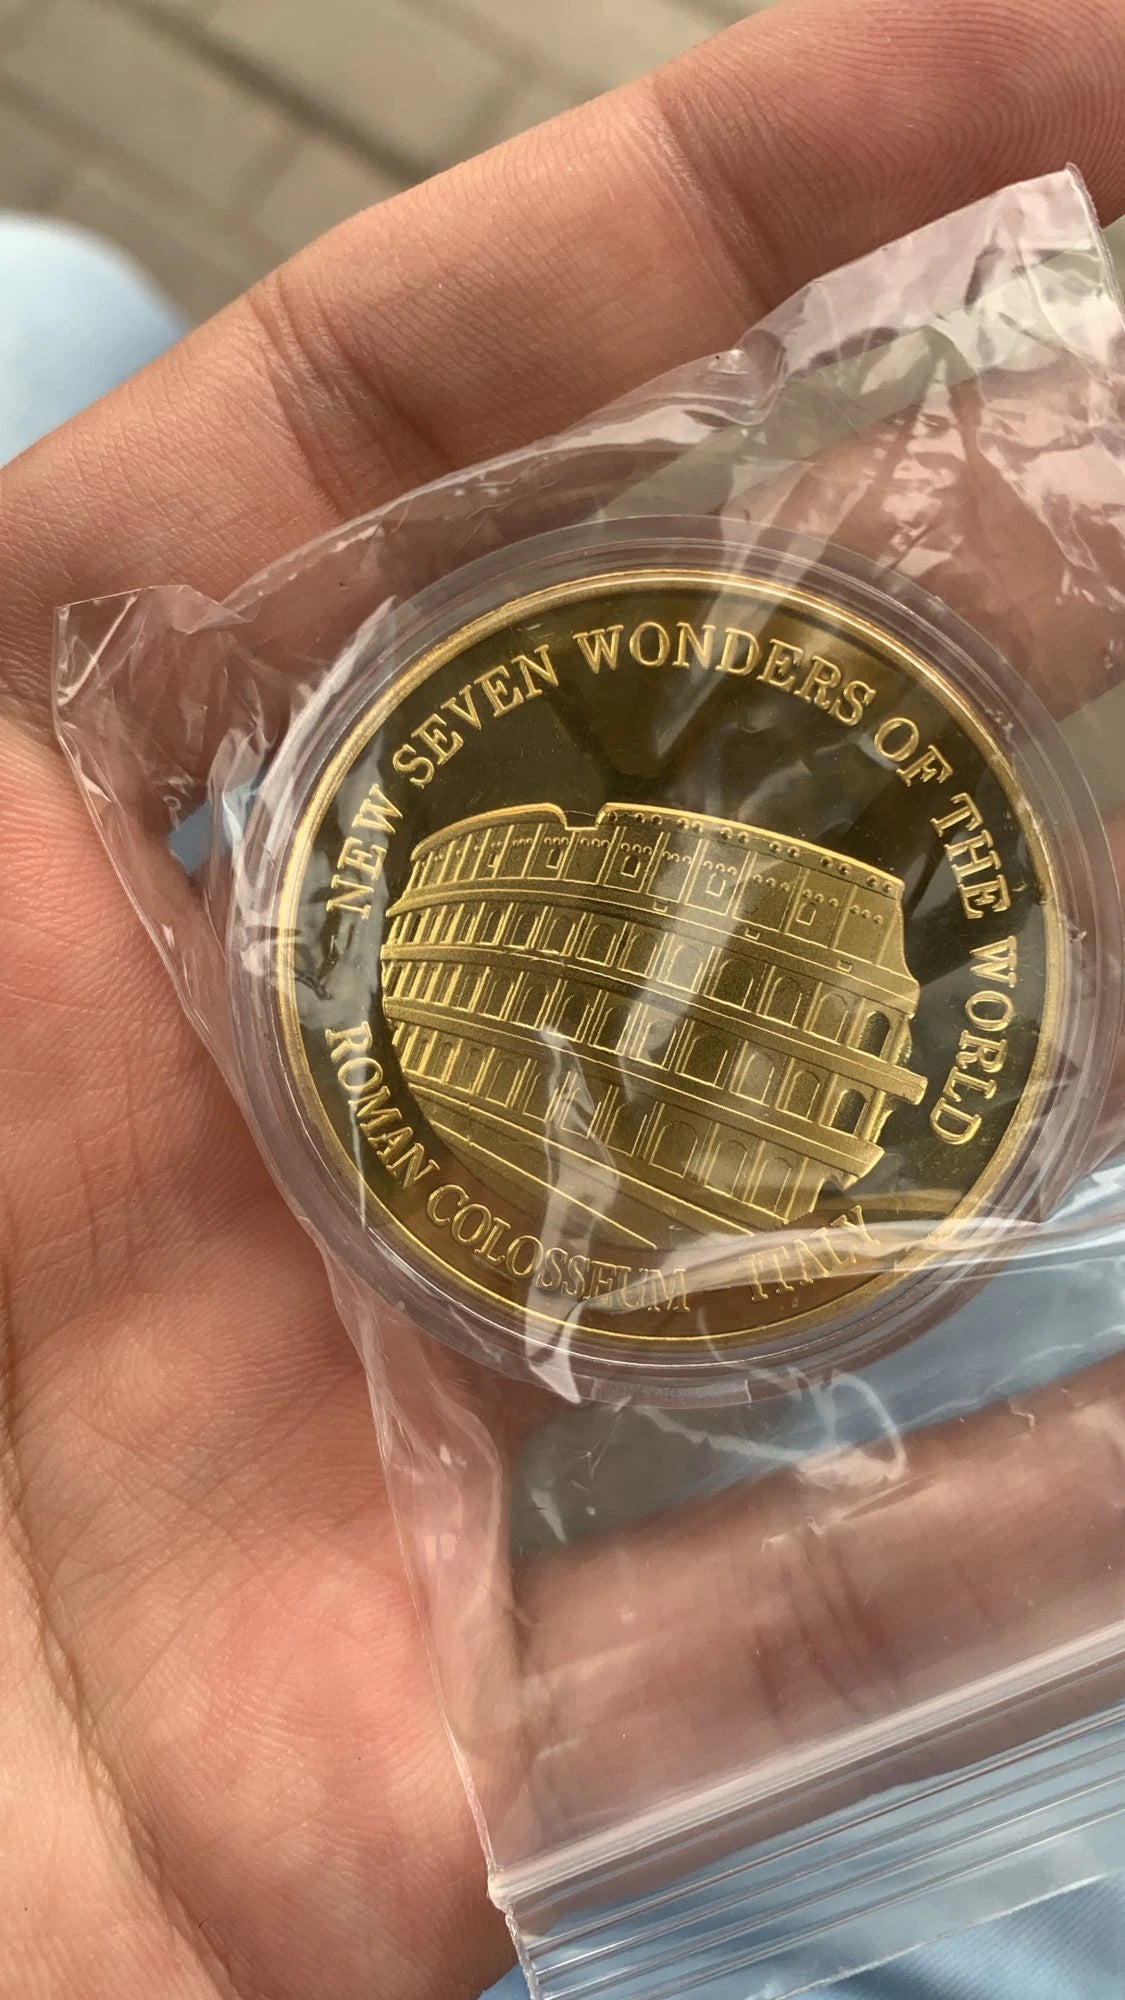 NEW SEVEN WONDERS OF THE WORLD
ROMAN COLOSSEUM ITALY